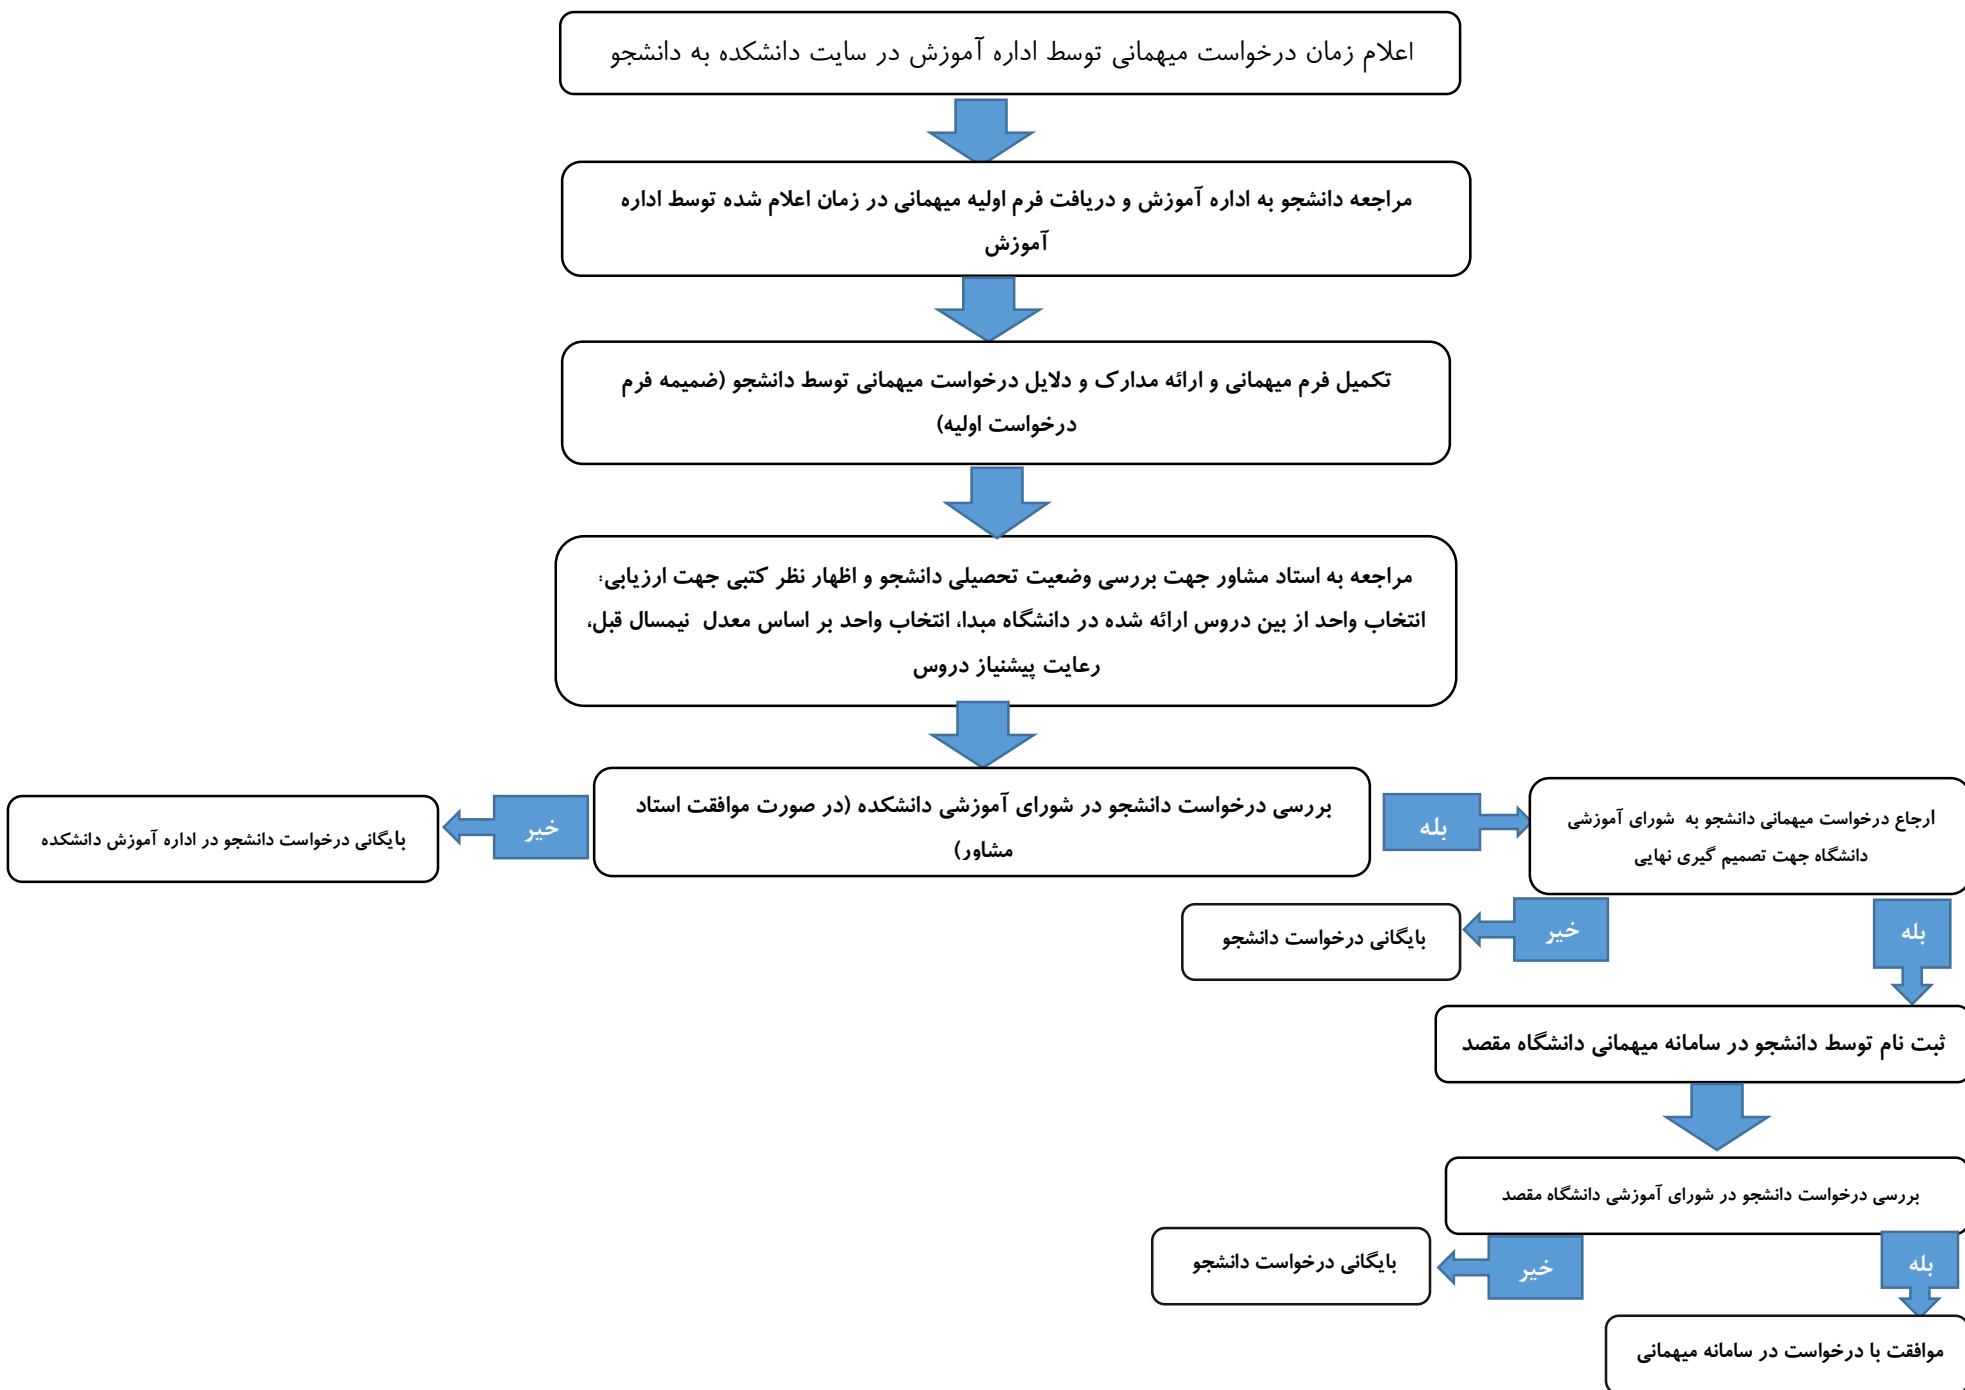 اعلام زمان درخواست میهمانی توسط اداره آموزش در سایت دانشکده به دانشجو
مراجعه دانشجو به اداره آموزش و دریافت فرم اولیه میهمانی در زمان اعلام شده توسط اداره
آموزش
تکمیل فرم میهمانی و ارائه مدارک و دلایل درخواست میهمانی توسط دانشجو (ضمیمه فرم
درخواست اولیه)
مراجعه به استاد مشاور جهت بررسی وضعیت تحصیلی دانشجو و اظهار نظر کتبی جهت ارزیابی:
انتخاب واحد از بین دروس ارائه شده در دانشگاه مبدا، انتخاب واحد بر اساس معدل نیمسال قبل،
رعایت پیشنیاز دروس
بررسی درخواست دانشجو در شورای آموزشی دانشکده (در صورت موافقت استاد
مشاور)
خیر
بایگانی درخواست دانشجو در اداره آموزش دانشکده
بله
ارجاع درخواست میهمانی دانشجو به شورای آموزشی
دانشگاه جهت تصمیم گیری نهایی
خیر
بایگانی درخواست دانشجو
بله
ثبت نام توسط دانشجو در سامانه میهمانی دانشگاه مقصد
بررسی درخواست دانشجو در شورای آموزشی دانشگاه مقصد
خیر
بایگانی درخواست دانشجو
بله
موافقت با درخواست در سامانه میهمانی